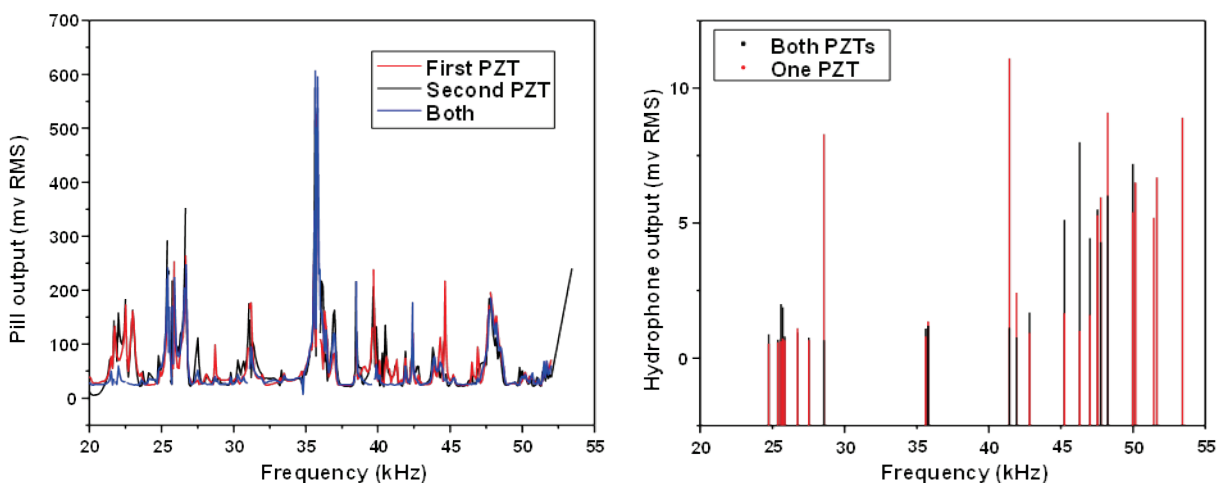 700
600
500
400
300
200
100
0
Pill output (mv RMS)
First PZT
Second PZT
Both
20 25 30 35 40 45 50 55
Frequency (kHz)
10
5
0
Hydrophone output (mv RMS)
Both PZTs
One PZT
20 25 30 35 40 45 50 55
Frequency (kHz)